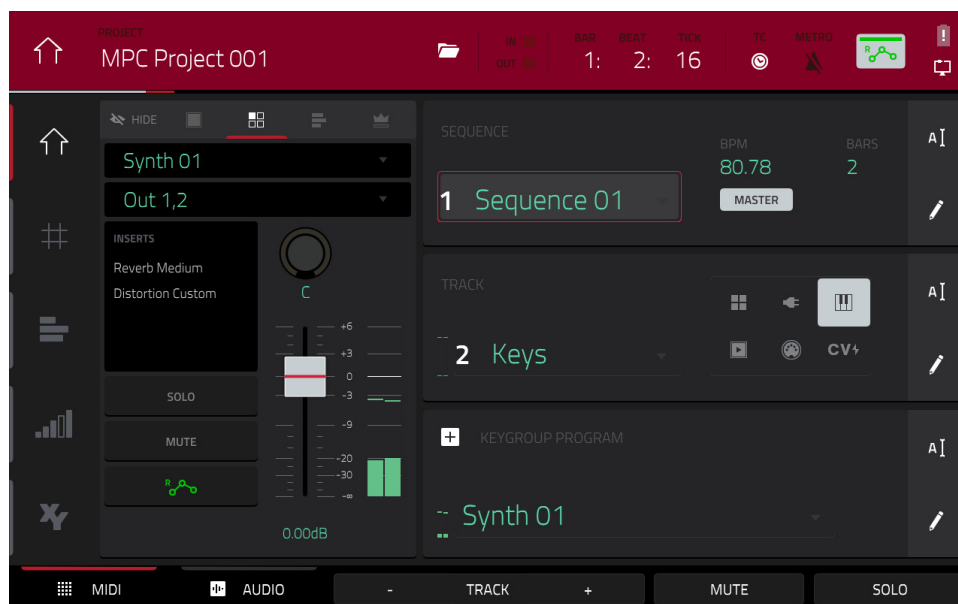 PROJECT
MPC Project 001
IN
OUT
BAR BEAT TICK
1: 2: 16
TC METRO
R
!
HIDE
Synth 01
Out 1,2
INSERTS
Reverb Medium
Distortion Custom
C
+6
+3
0
-3
-9
-20
-30
-∞
SOLO
MUTE
R
0.00dB
SEQUENCE
1 Sequence 01
BPM
80.78
MASTER
BARS
2
A
TRACK
2 Keys
CV
A
KEYGROUP PROGRAM
Synth 01
A
XY
MIDI
AUDIO
- TRACK +
MUTE
SOLO